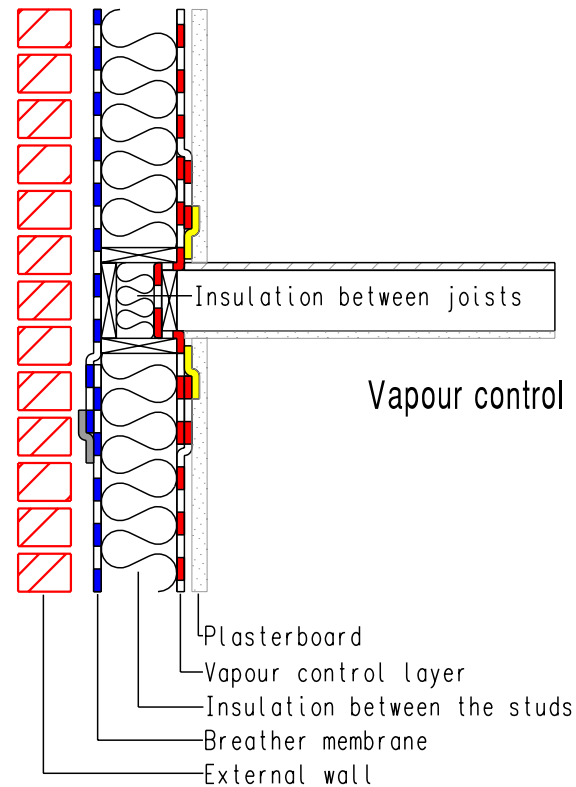 Insulation between joists
Vapour control
Plasterboard
Vapour control layer
Insulation between the studs
Breather membrane
External wall